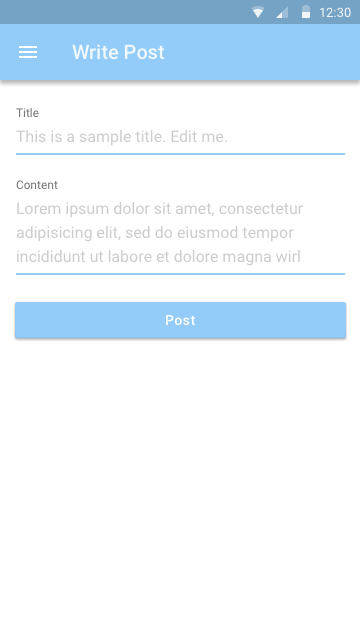 12:30
Write Post
Title
This is a sample title. Edit me.
Content
Lorem ipsum dolor sit amet, consectetur
adipisicing elit, sed do eiusmod tempor
incididunt ut labore et dolore magna wirl
Post